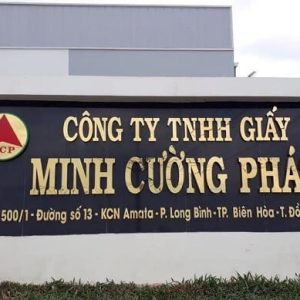 CP
CÔNG TY TNHH GIẤY
MINH CƯỜNG PHÁ
500/1 - Đường số 13 - KCN Amata - P. Long Bình - TP. Biên Hòa - T. Đồ